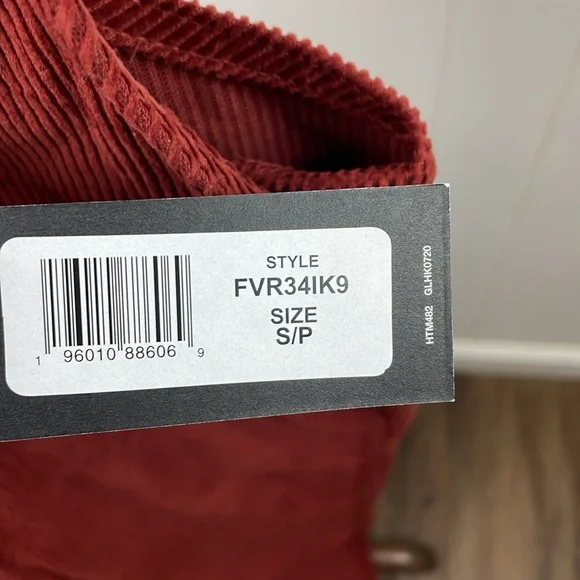 STYLE
FVR34IK9
SIZE
S/P
1 96010 88606 9
HTM482 GLHK0720